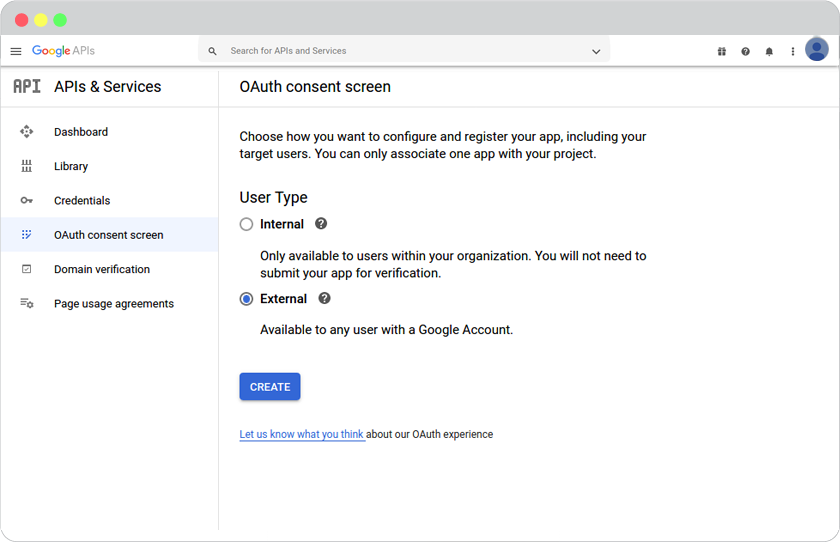 Google APIs
Search for APIs and Services
API APIs & Services
OAuth consent screen
Dashboard
Library
Credentials
OAuth consent screen
Domain verification
Page usage agreements
Choose how you want to configure and register your app, including your
target users. You can only associate one app with your project.
User Type
Internal
Only available to users within your organization. You will not need to
submit your app for verification.
External
Available to any user with a Google Account.
CREATE
Let us know what you think about our OAuth experience